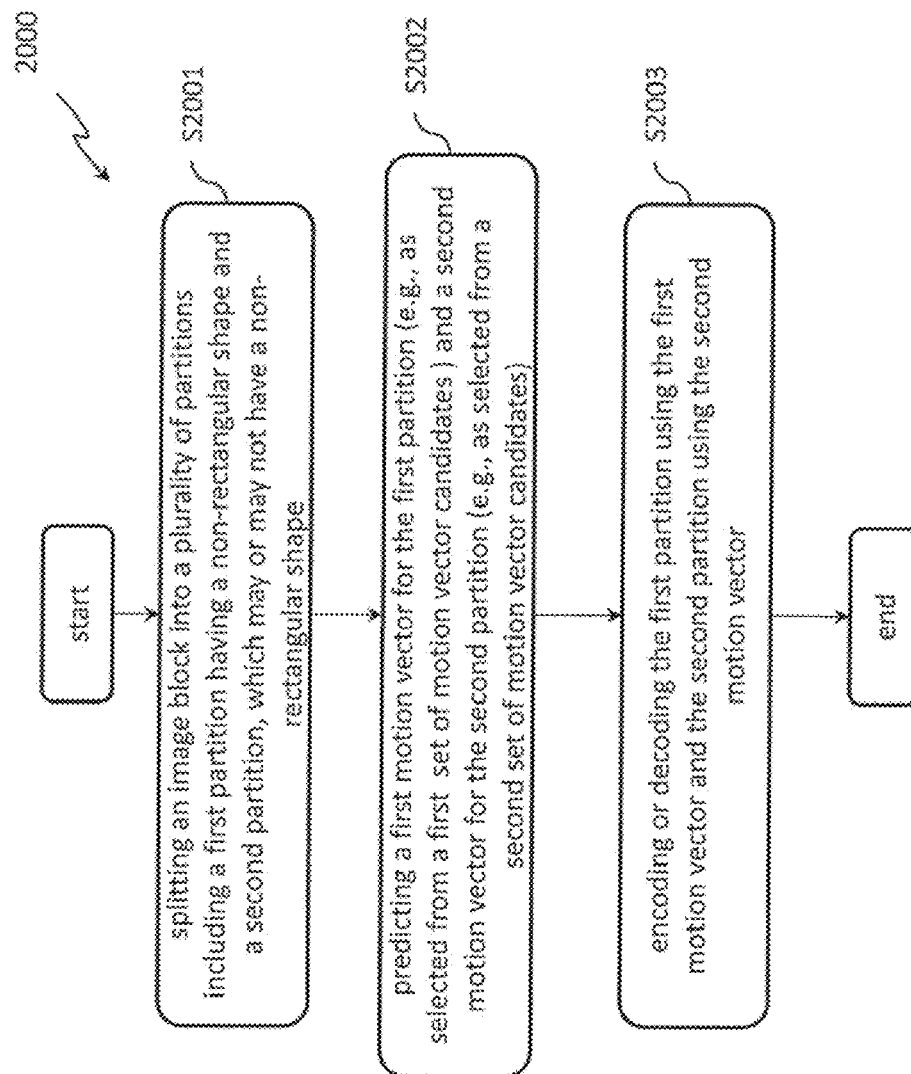 2000
start
S2001
splitting an image block into a plurality of partitions
including a first partition having a non-rectangular shape and
a second partition, which may or may not have a non-
rectangular shape
S2002
predicting a first motion vector for the first partition (e.g., as
selected from a first set of motion vector candidates ) and a second
motion vector for the second partition (e.g., as selected from a
second set of motion vector candidates)
S2003
encoding or decoding the first partition using the first
motion vector and the second partition using the second
motion vector
end